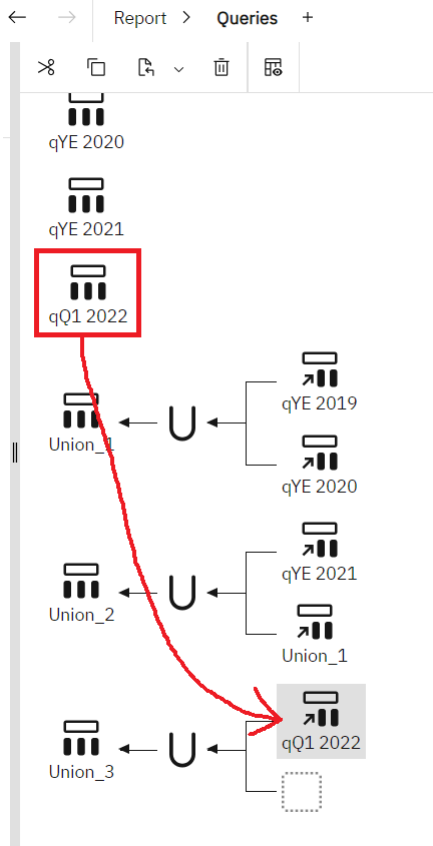 Report > Queries +
qYE 2020
qYE 2021
qQ1 2022
qYE 2019
Union_1
qYE 2020
qYE 2021
Union_2
Union_1
qQ1 2022
Union_3